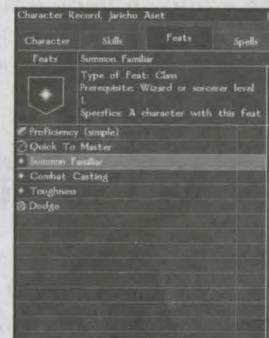 Character Record, Jaricho Aset
Character Skills Feats Spells
Feats Summon Familiar
Type of Feat: Class
Prerequisite: Wizard or sorcerer level
1
Specifics: A character with this feat
Proficiency (simple)
Quick To Master
Summon Familiar
Combat Casting
Toughness
Dodge